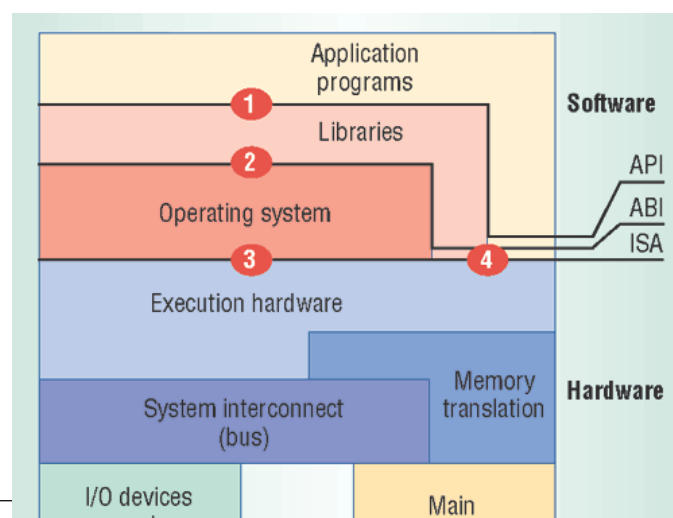 Application
programs
1
Software
Libraries
2
API
Operating system
ABI
ISA
3
4
Execution hardware
Memory
translation
Hardware
System interconnect
(bus)
I/O devices
Main